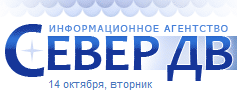 ИНФОРМАЦИОННОЕ АГЕНТСТВО
СЕВЕР ДВ
14 октября, вторник